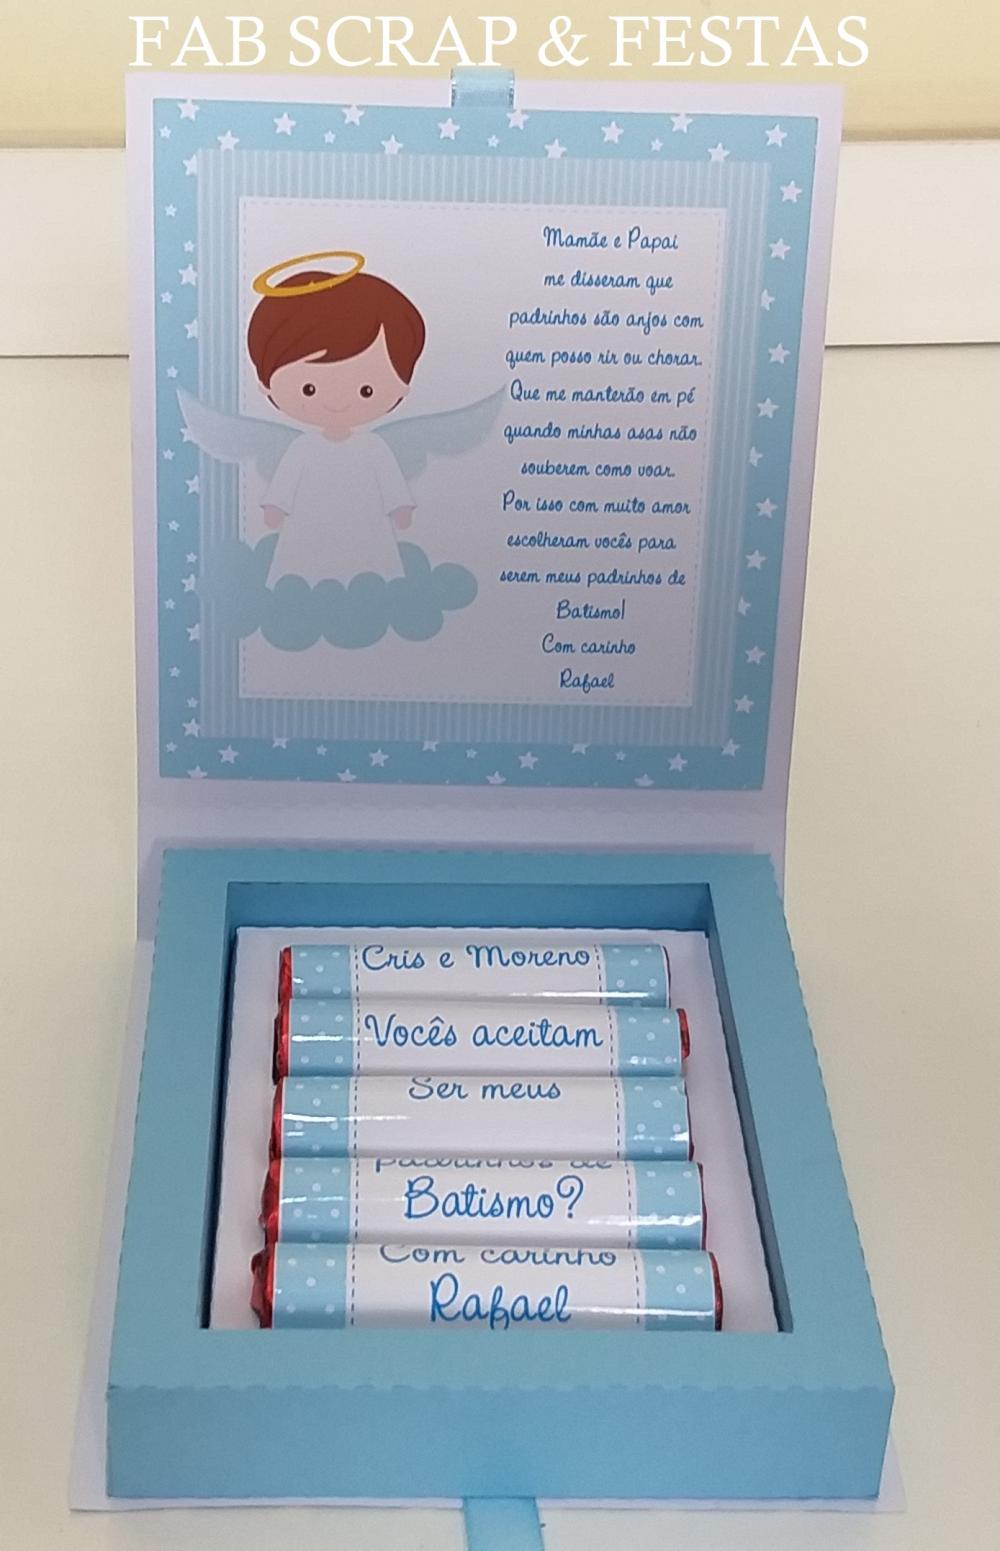 FAB SCRAP & FESTAS
Mamãe e Papai
me disseram que
padrinhos são anjos com
quem posso rir ou chorar.
Que me manterão em pé
quando minhas asas não
souberem como voar.
Por isso com muito amor
escolheram vocês para
serem meus padrinhos de
Batismo!
Com carinho
Rafael
Cris e Moreno
Vocês aceitam
Ser meus
padrinhos de
Batismo?
Com carinho
Rafael